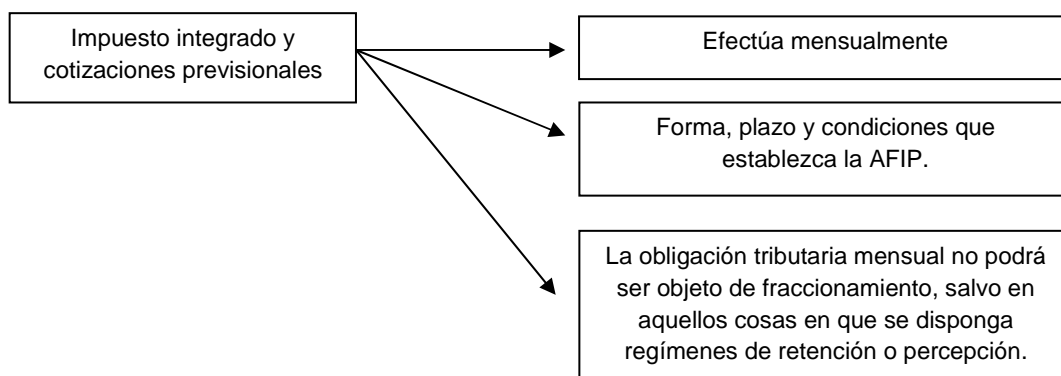 Impuesto integrado y
cotizaciones previsionales
Efectúa mensualmente
Forma, plazo y condiciones que
establezca la AFIP.
La obligación tributaria mensual no podrá
ser objeto de fraccionamiento, salvo en
aquellos cosas en que se disponga
regímenes de retención o percepción.